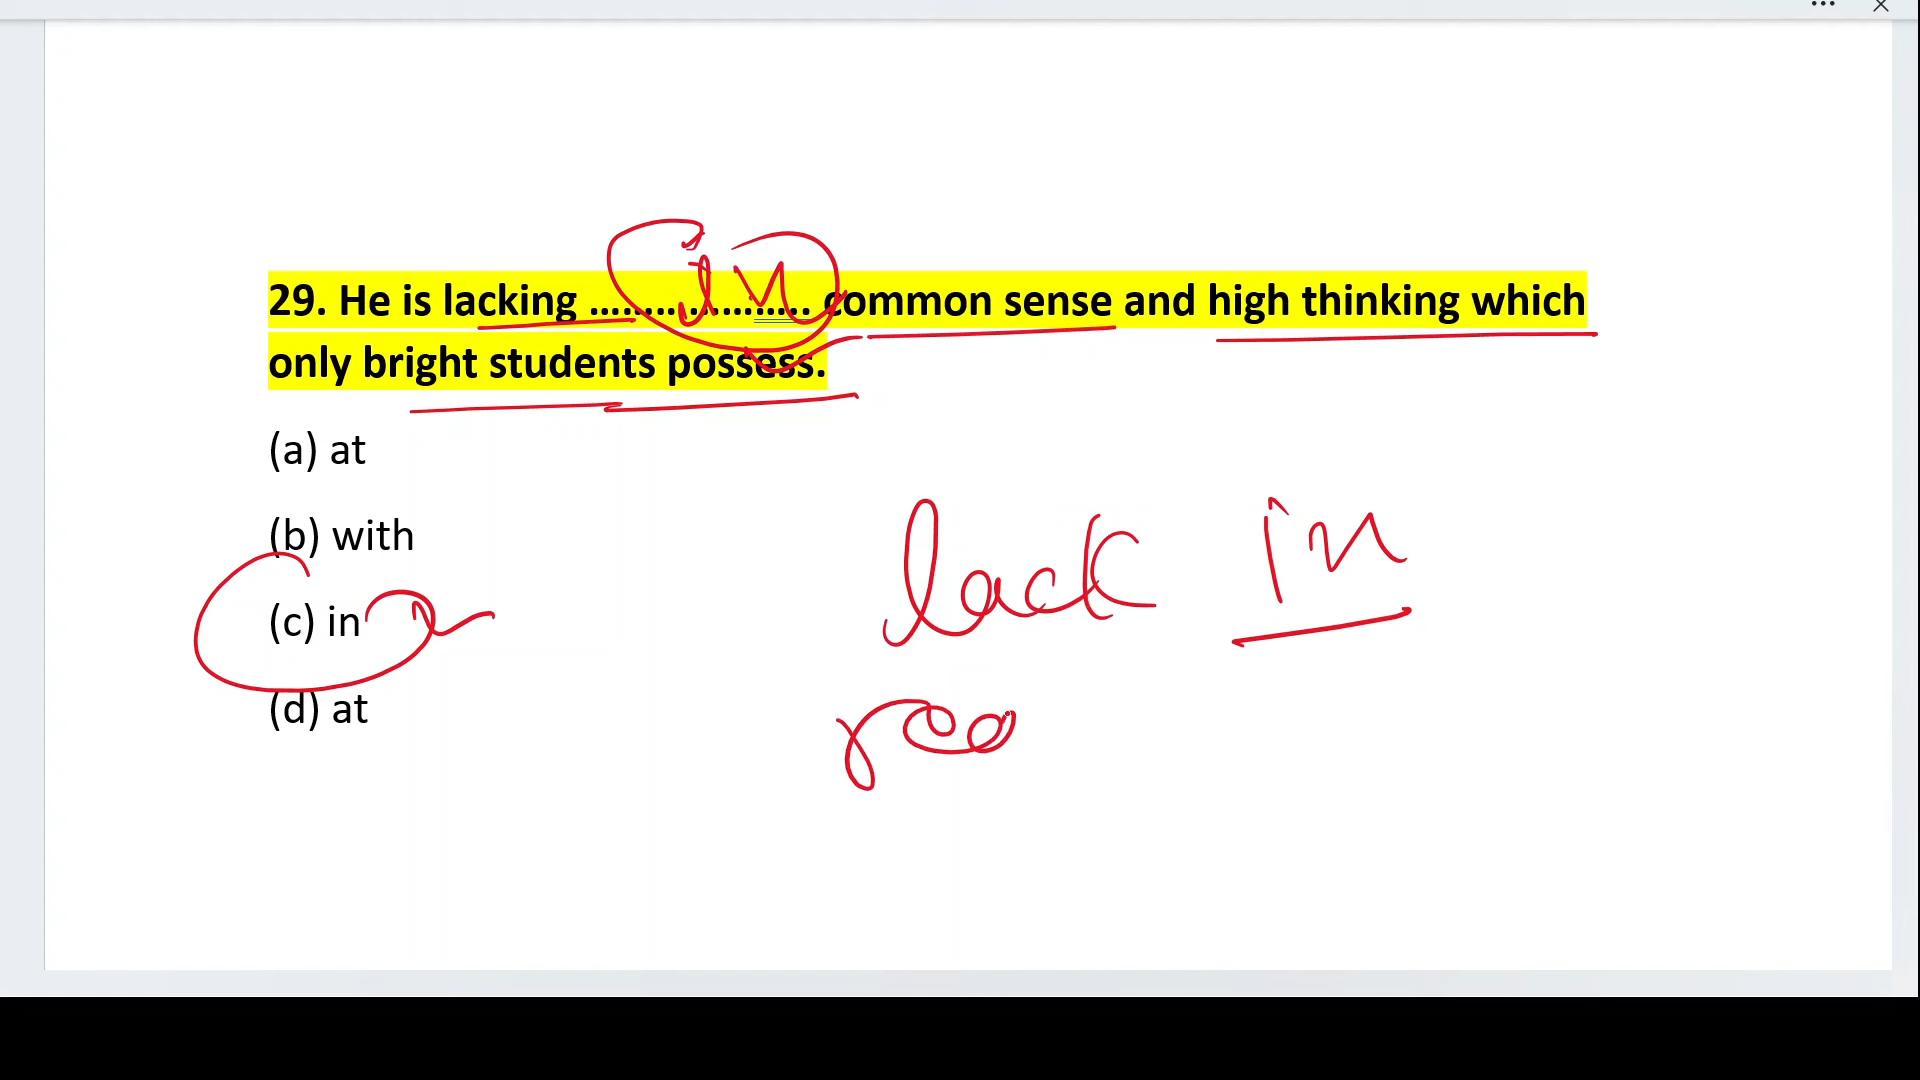 in
29. He is lacking ..................... common sense and high thinking which
only bright students possess.
(a) at
(b) with
(c) in
(d) at
lack in